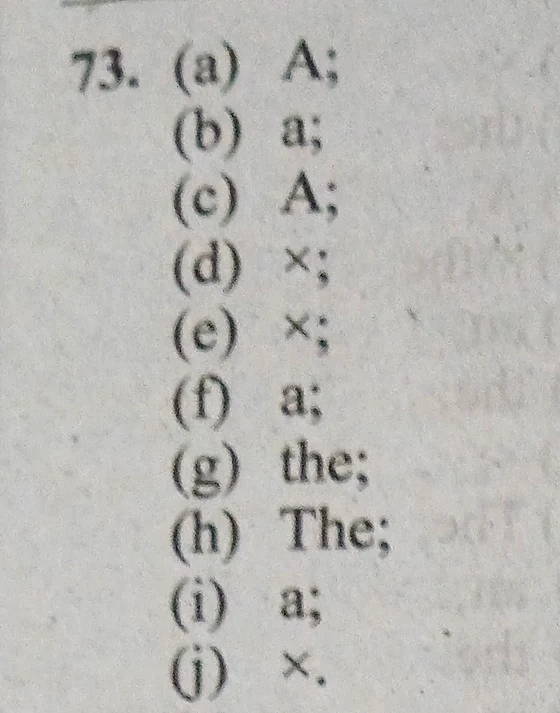 73. (a) A;
(b) a;
(c) A;
(d) ×;
(e) ×;
(f) a;
(g) the;
(h) The;
(i) a;
(j) ×.